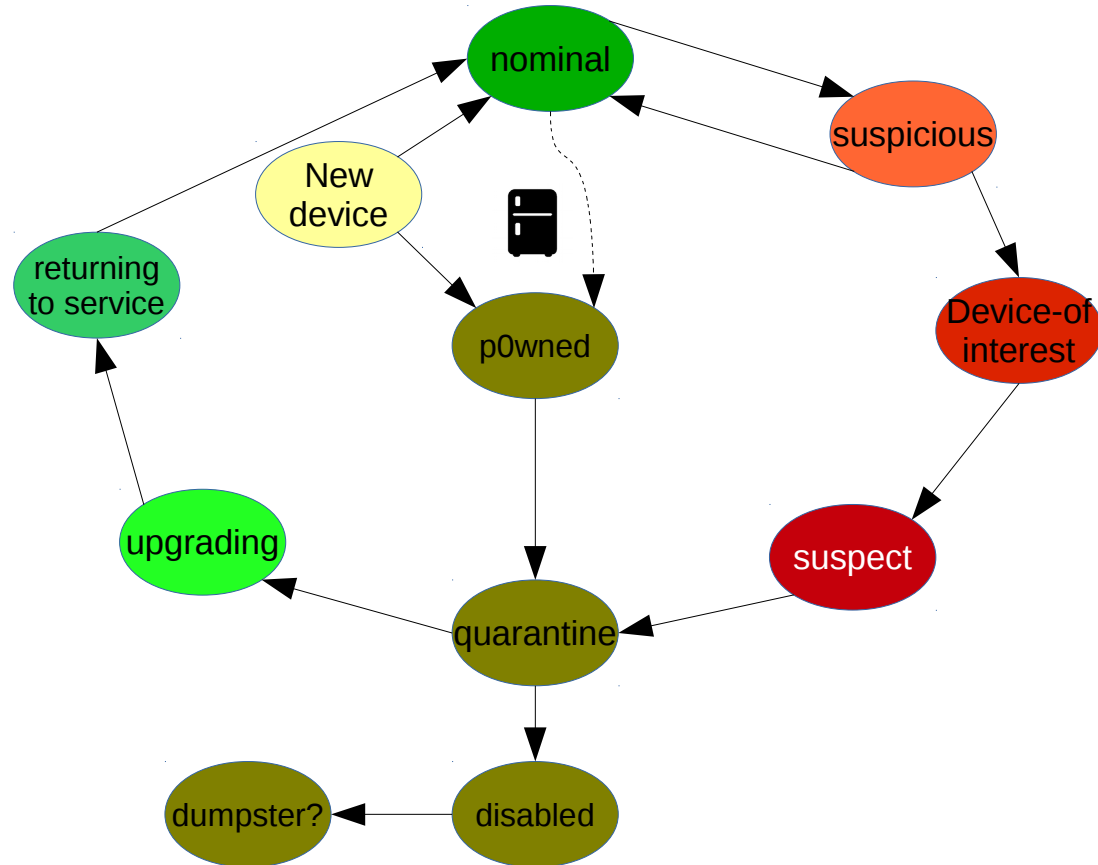 nominal
suspicious
New
device
returning
to service
Device-of
interest
p0wned
upgrading
suspect
quarantine
dumpster?
disabled